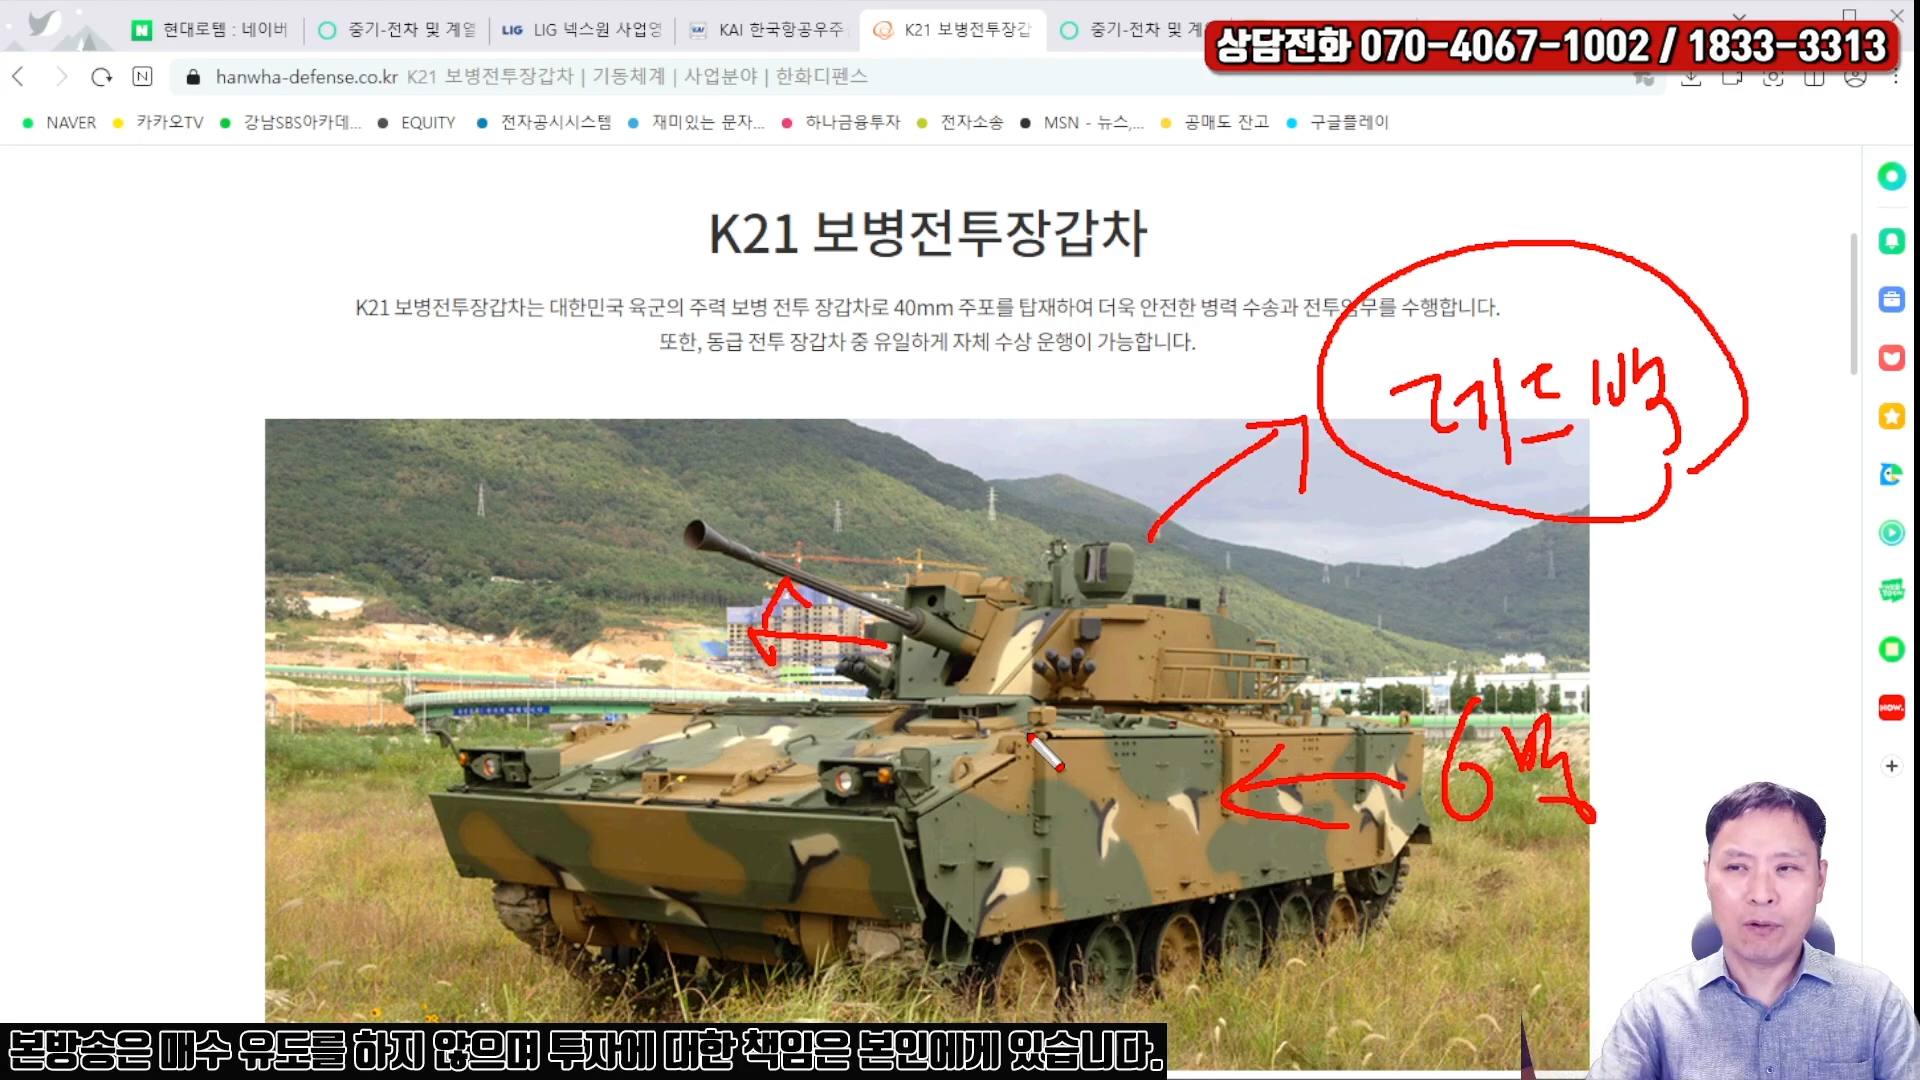 현대로템 : 네이버
중기-전차 및 계열
LIG LIG 넥스원 사업영
KAI 한국항공우주
K21 보병전투장갑
중기-전차 및 계
상담전화 070-4067-1002 / 1833-3313
hanwha-defense.co.kr K21 보병전투장갑차 | 기동체계 | 사업분야 | 한화디펜스
NAVER 카카오TV 강남SBS아카데... EQUITY 전자공시시스템 재미있는 문자... 하나금융투자 전자소송 MSN - 뉴스,... 공매도 잔고 구글플레이
K21 보병전투장갑차
K21 보병전투장갑차는 대한민국 육군의 주력 보병 전투 장갑차로 40mm 주포를 탑재하여 더욱 안전한 병력 수송과 전투임무를 수행합니다.
또한, 동급 전투 장갑차 중 유일하게 자체 수상 운행이 가능합니다.
레드백
6백
NOW.
본방송은 매수 유도를 하지 않으며 투자에 대한 책임은 본인에게 있습니다.